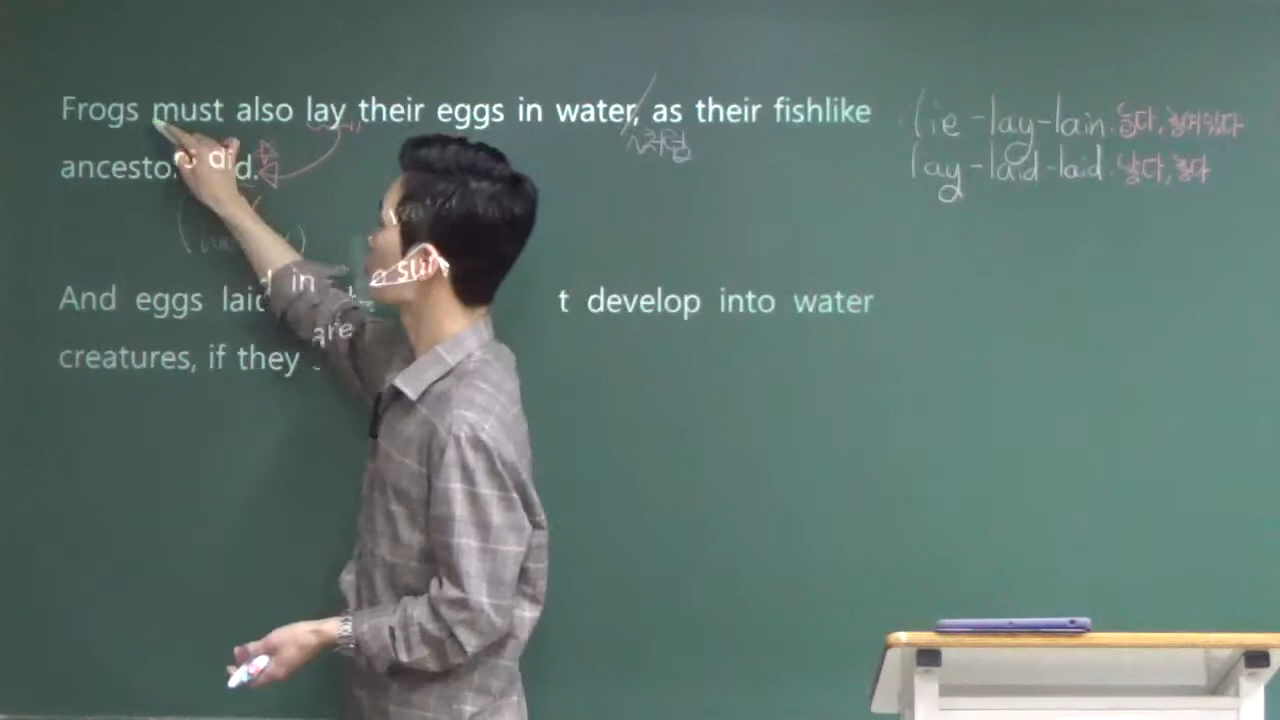 Frogs must also lay their eggs in water, as their fishlike
ancestors did.
~처럼
lie-lay-lain. 눕다, 놓여있다
lay-laid-laid. 낳다, 놓다
And eggs laid in t develop into water
creatures, if they are